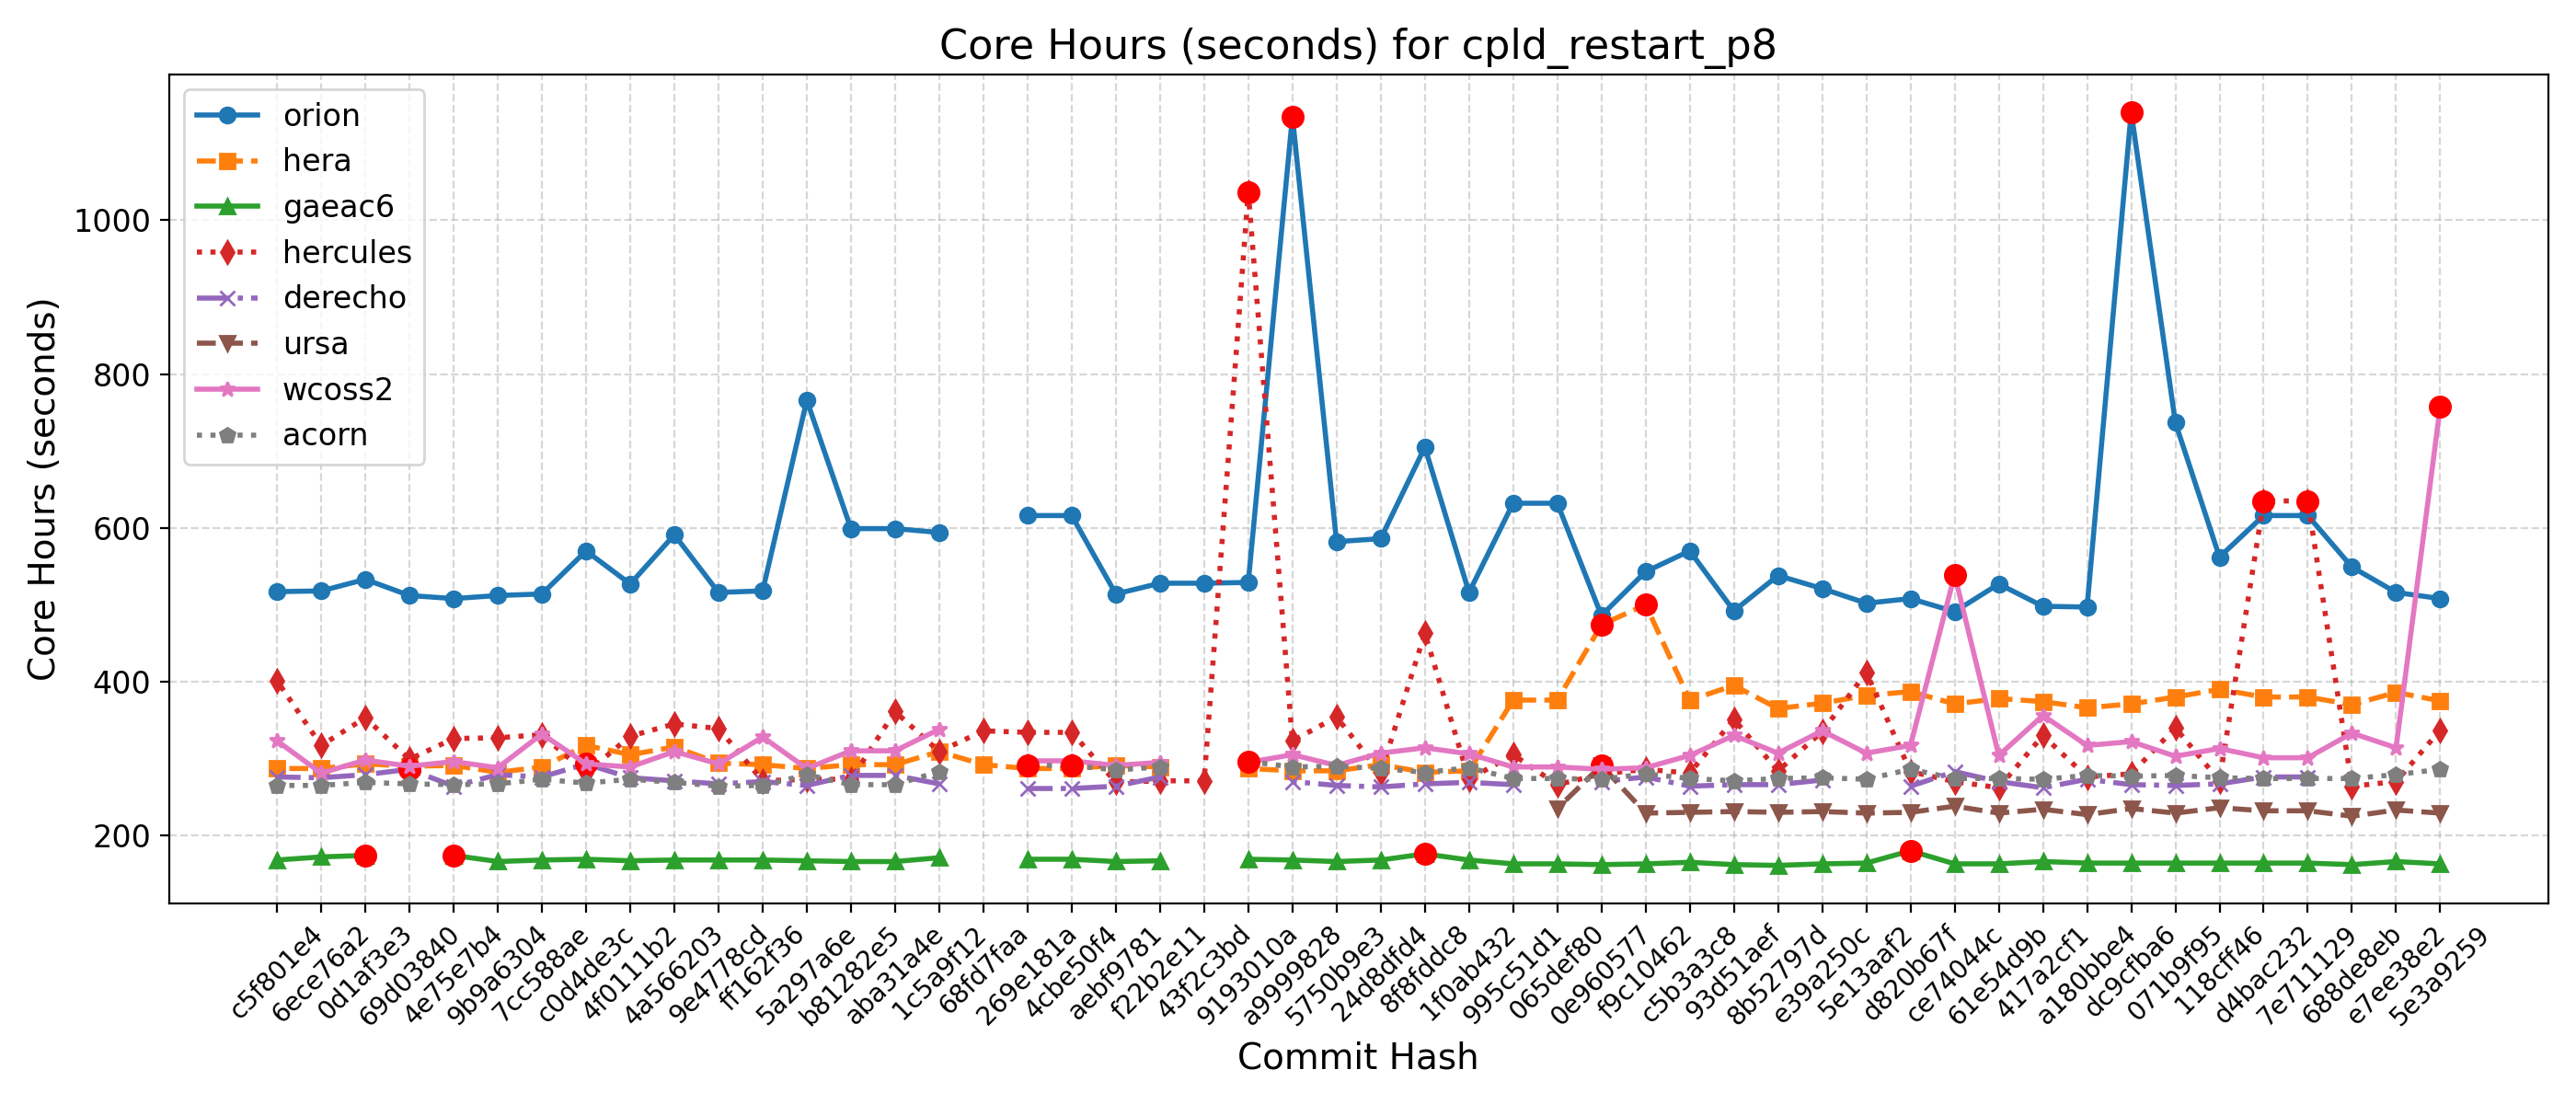 Core Hours (seconds) for cpld_restart_p8
orion
hera
gaeac6
hercules
derecho
ursa
wcoss2
acorn
Core Hours (seconds)
1000
800
600
400
200
c5f801e4
6ece76a2
0d1af3e3
69d03840
4e75e7b4
9b9a6304
7cc588ae
c0d4de3c
4f0111b2
4a566203
9e4778cd
ff162f36
5a297a6e
b81282e5
aba31a4e
1c5a9f12
68fd7faa
269e181a
4cbe50f4
aebf9781
f22b2e11
43f2c3bd
9193010a
a9999828
5750b9e3
24d8dfd4
8f8fddc8
1f0ab432
995c51d1
065def80
0e960577
f9c10462
c5b3a3c8
93d51aef
8b52797d
e39a250c
5e13aaf2
d820b67f
ce74044c
61e54d9b
417a2cf1
a180bbe4
dc9cfba6
071b9f95
118cff46
d4bac232
7e711129
688de8eb
e7ee38e2
5e3a9259
Commit Hash